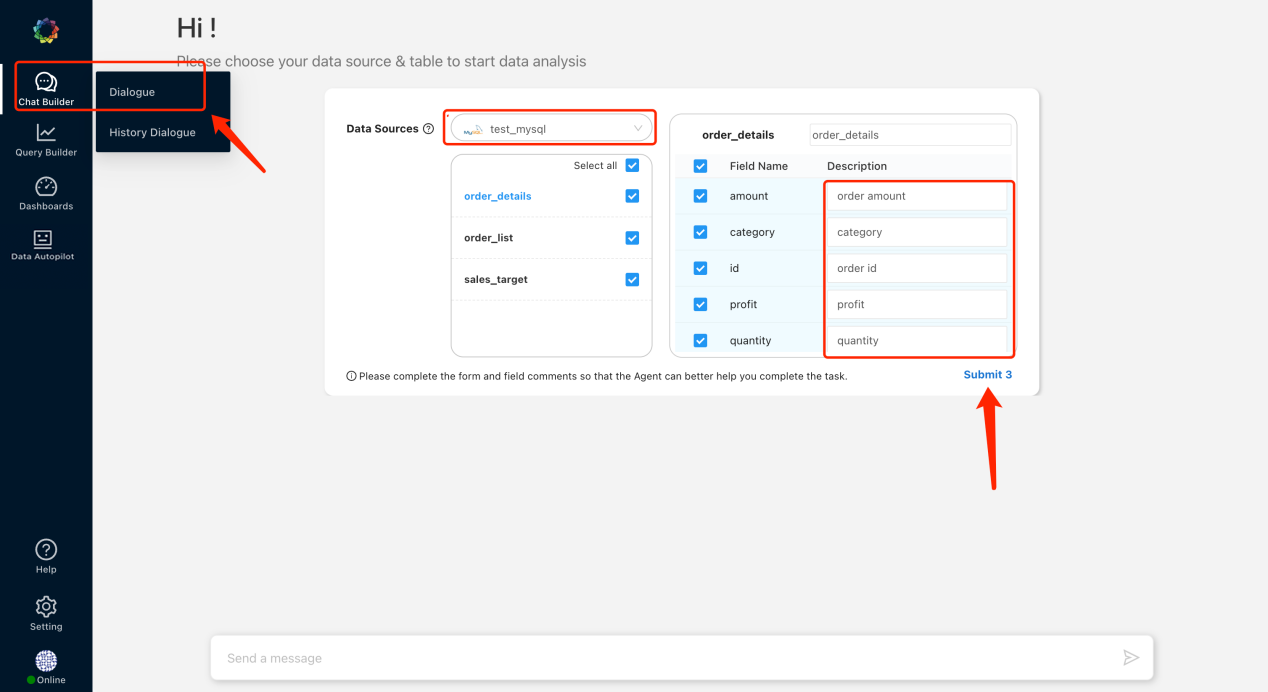 Hi !
Please choose your data source & table to start data analysis
Chat Builder
Dialogue
History Dialogue
Query Builder
Dashboards
Data Autopilot
Help
Setting
Online
Data Sources
MySQL test_mysql
Select all
order_details
order_list
sales_target
order_details order_details
Field Name Description
amount order amount
category category
id order id
profit profit
quantity quantity
Please complete the form and field comments so that the Agent can better help you complete the task.
Submit 3
Send a message